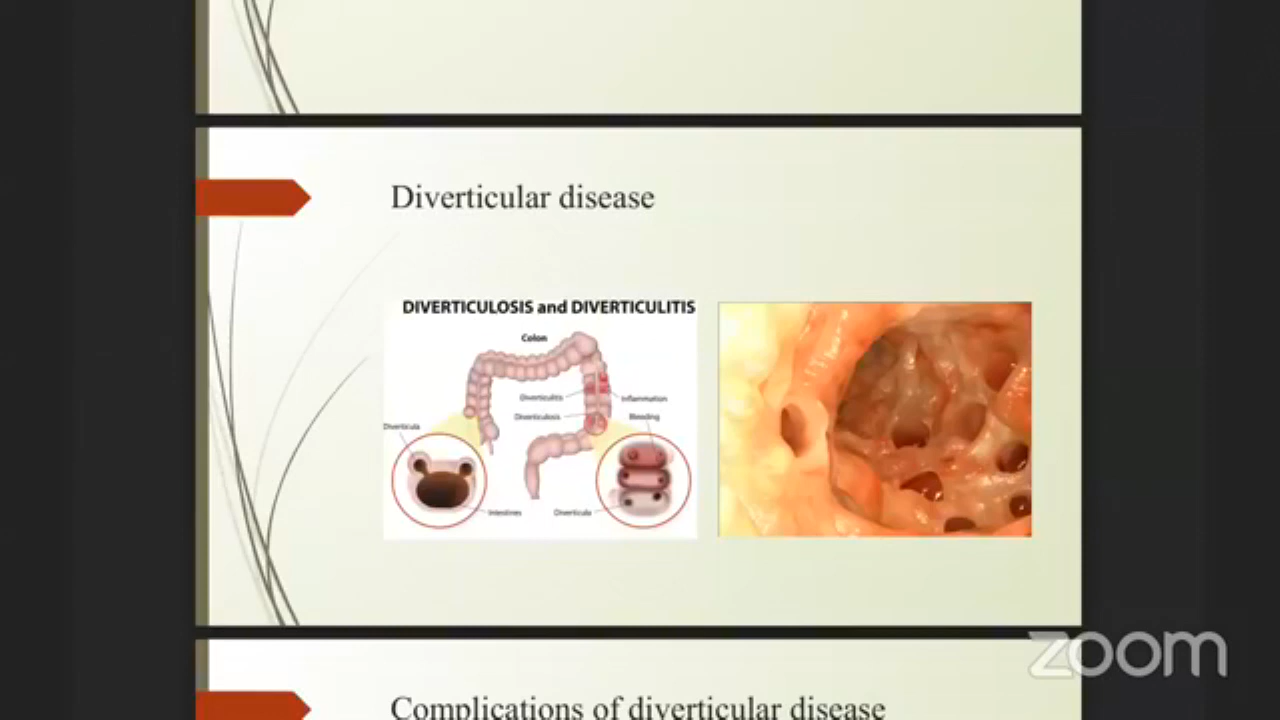 Diverticular disease
DIVERTICULOSIS and DIVERTICULITIS
Colon
Diverticulitis
Inflammation
Diverticulosis
Bleeding
Diverticula
Intestines
Diverticula
zoom
Complications of diverticular disease